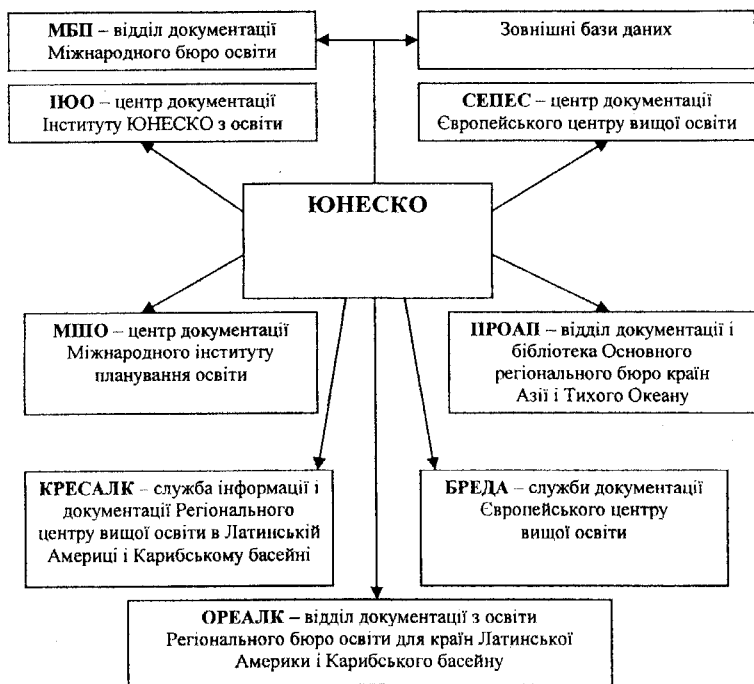 МБП – відділ документації
Міжнародного бюро освіти
Зовнішні бази даних
ІЮО – центр документації
Інституту ЮНЕСКО з освіти
СЕПЕС – центр документації
Європейського центру вищої освіти
ЮНЕСКО
МІПО – центр документації
Міжнародного інституту
планування освіти
ПРОАП – відділ документації і
бібліотека Основного
регіонального бюро країн
Азії і Тихого Океану
КРЕСАЛК – служба інформації і
документації Регіонального
центру вищої освіти в Латинській
Америці і Карибському басейні
БРЕДА – служби документації
Європейського центру
вищої освіти
ОРЕАЛК – відділ документації з освіти
Регіонального бюро освіти для країн Латинської
Америки і Карибського басейну